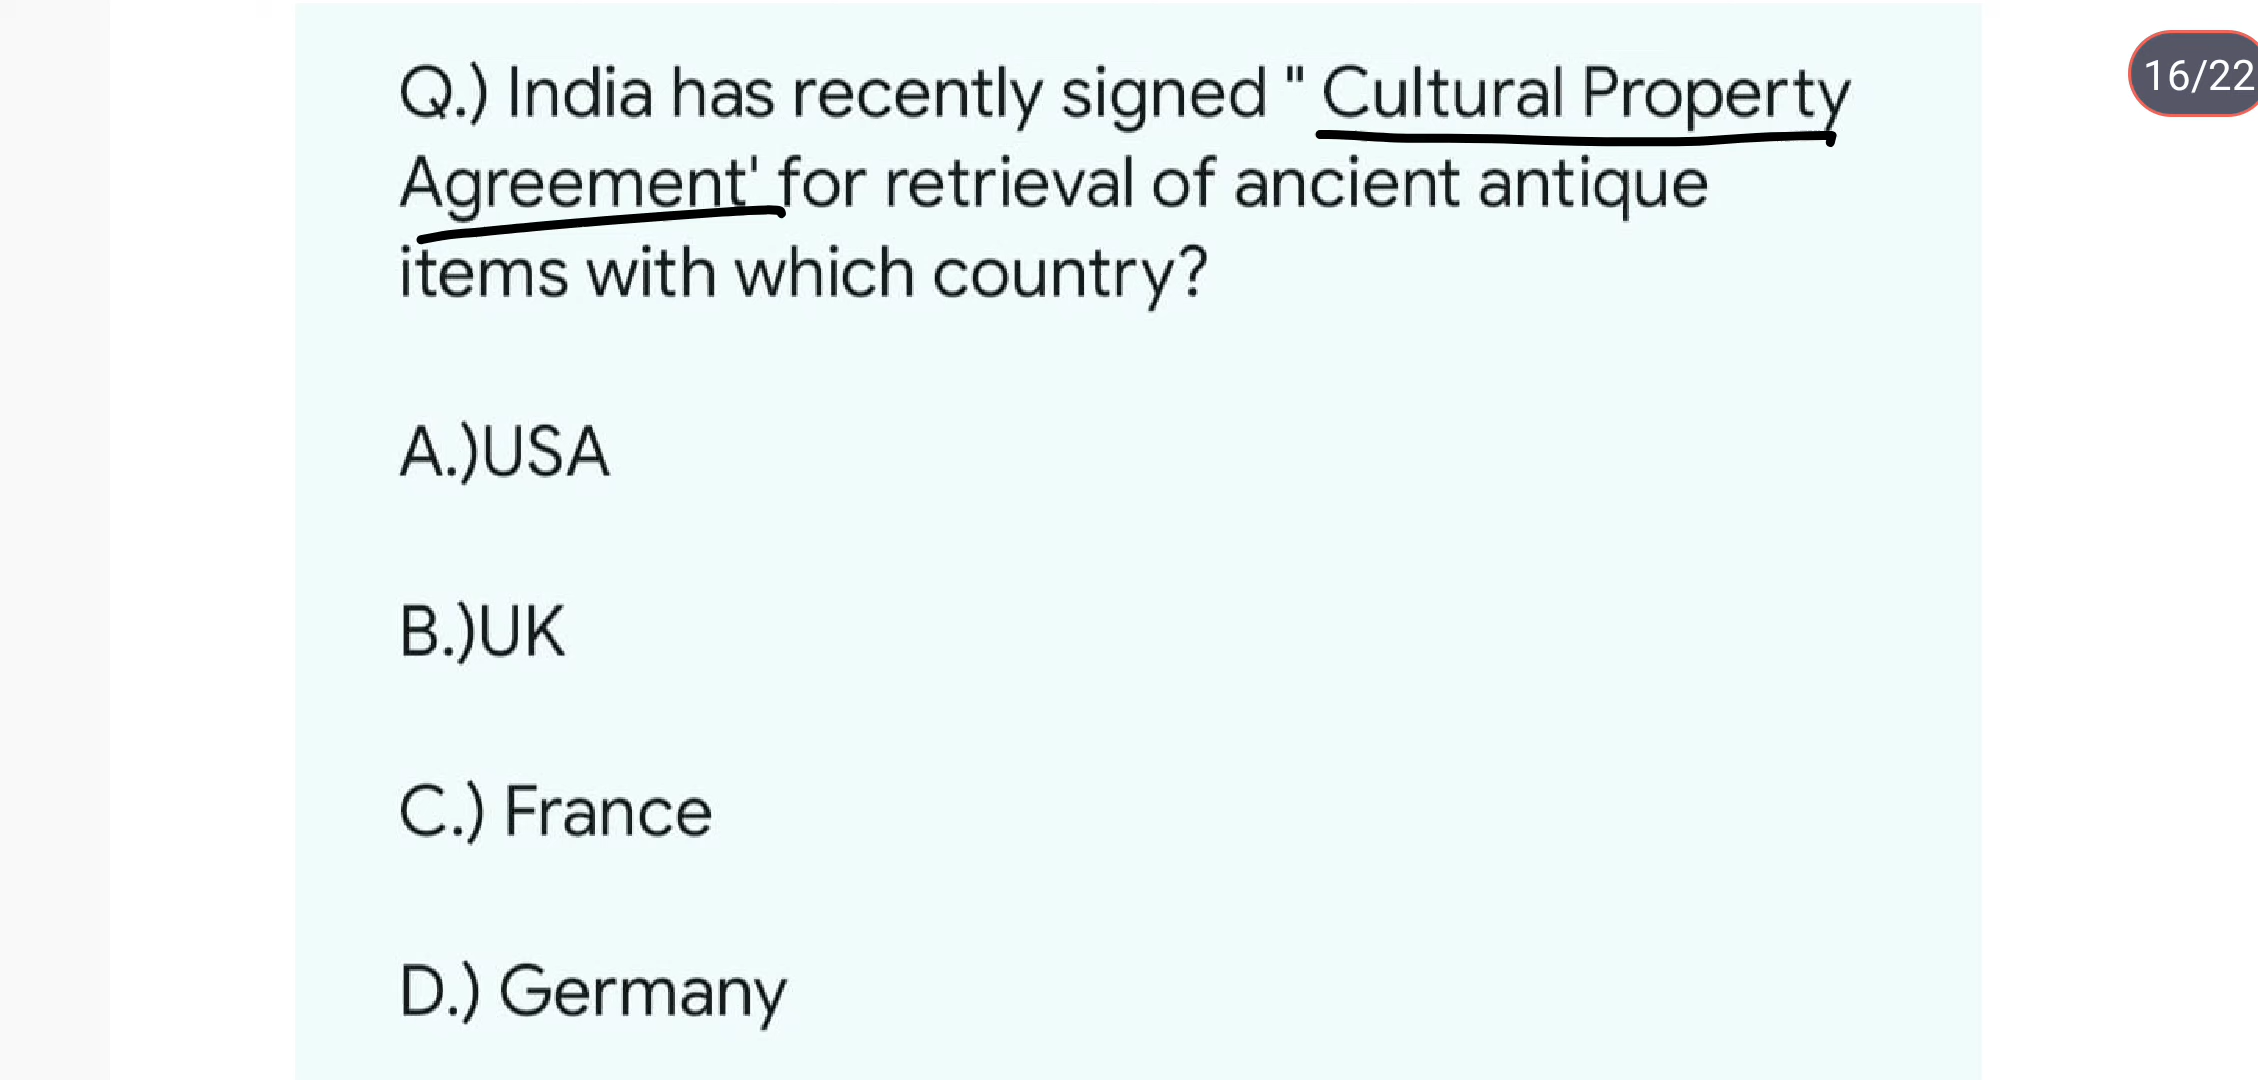 Q.) India has recently signed " Cultural Property
16/22
Agreement' for retrieval of ancient antique
items with which country?
A.)USA
B.)UK
C.) France
D.) Germany